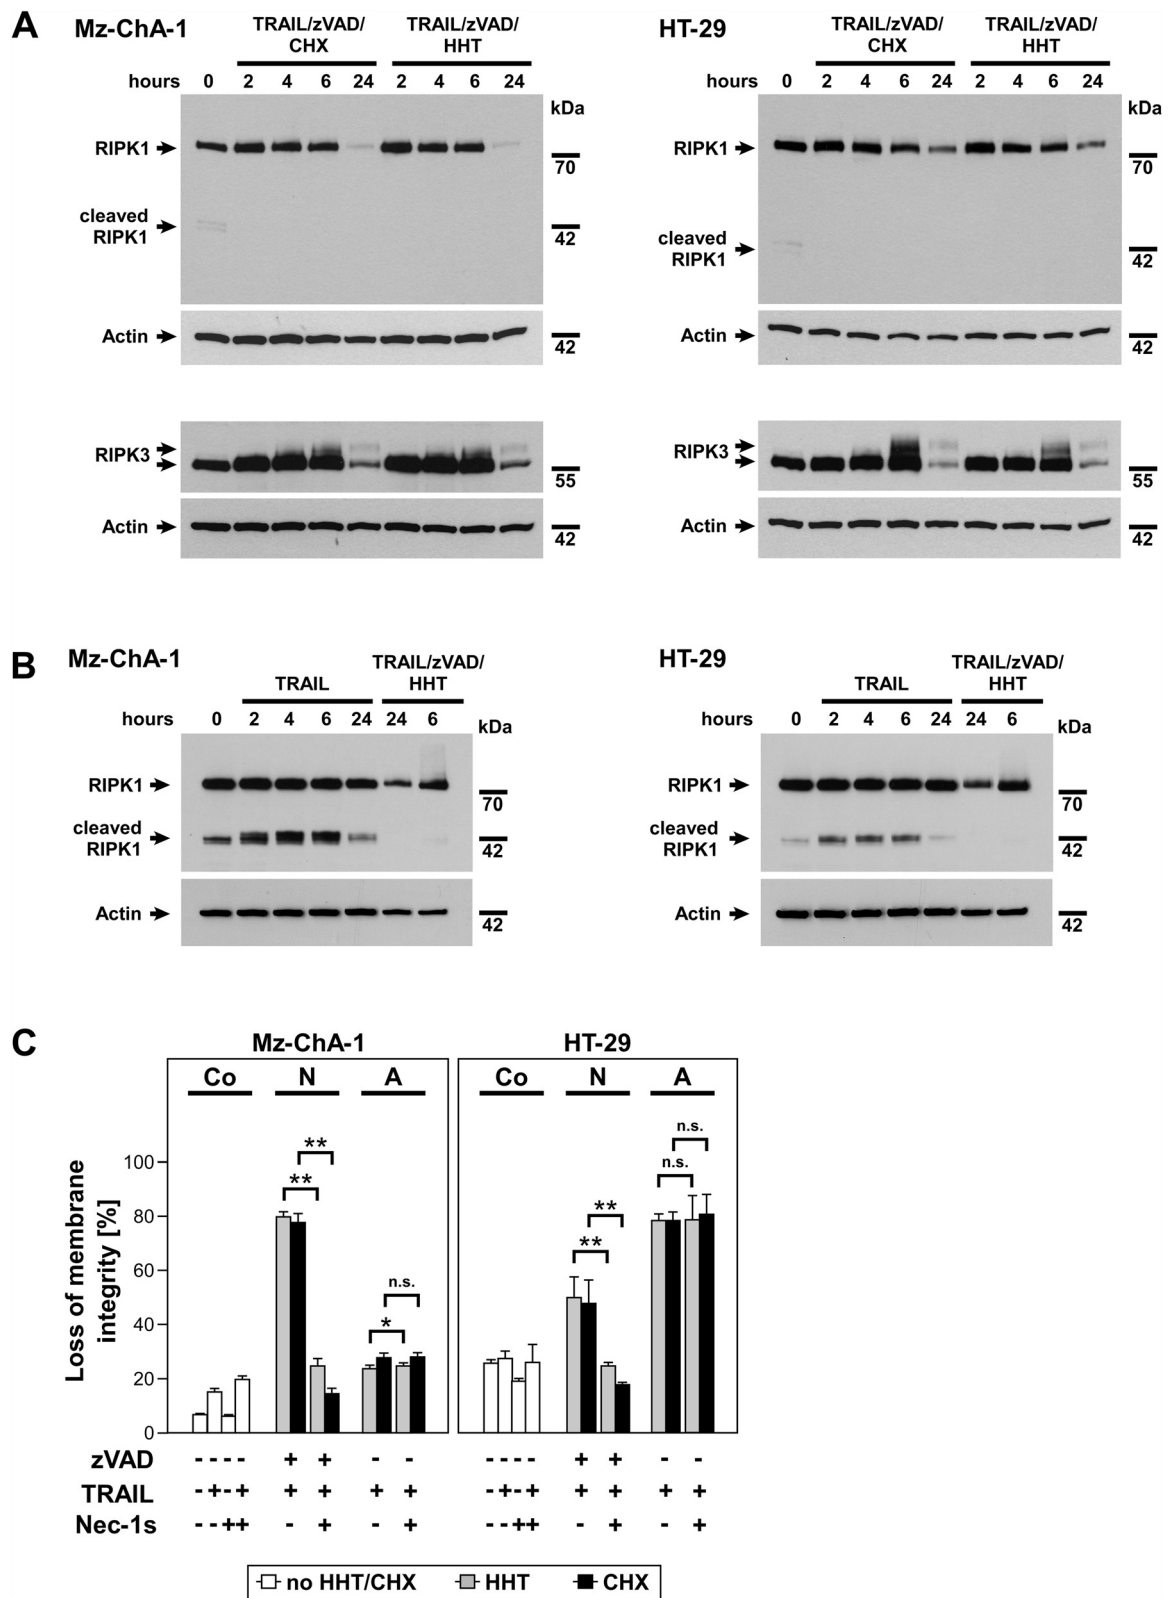 A
Mz-ChA-1
TRAIL/zVAD/
CHX
TRAIL/zVAD/
HHT
hours 0 2 4 6 24 2 4 6 24
kDa
RIPK1
70
cleaved
RIPK1
42
Actin
42
RIPK3
55
Actin
42
HT-29
TRAIL/zVAD/
CHX
TRAIL/zVAD/
HHT
hours 0 2 4 6 24 2 4 6 24
kDa
RIPK1
70
cleaved
RIPK1
42
Actin
42
RIPK3
55
Actin
42
B
Mz-ChA-1
TRAIL
TRAIL/zVAD/
HHT
hours 0 2 4 6 24 24 6
kDa
RIPK1
70
cleaved
RIPK1
42
Actin
42
HT-29
TRAIL
TRAIL/zVAD/
HHT
hours 0 2 4 6 24 24 6
kDa
RIPK1
70
cleaved
RIPK1
42
Actin
42
C
Mz-ChA-1 HT-29
Co N A Co N A
Loss of membrane
integrity [%]
100
80
60
40
20
0
**
**
n.s.
*
**
**
n.s.
n.s.
zVAD - - - - + + - - - - - - + + - -
TRAIL - + - + + + + + - + - + + + + +
Nec-1s - - + + - + - + - - + + - + - +
no HHT/CHX HHT CHX